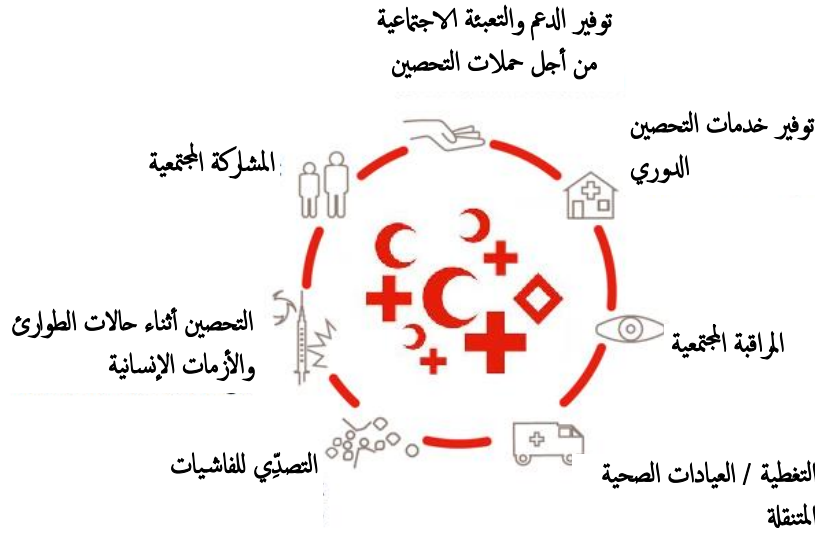 توفير الدعم والتعبئة الاجتماعية
من أجل حملات التحصين
توفير خدمات التحصين
الدوري
المشاركة المجتمعية
المراقبة المجتمعية
التحصين أثناء حالات الطوارئ
والأزمات الإنسانية
التغطية / العيادات الصحية
المتنقلة
التصدِّي للفاشيات